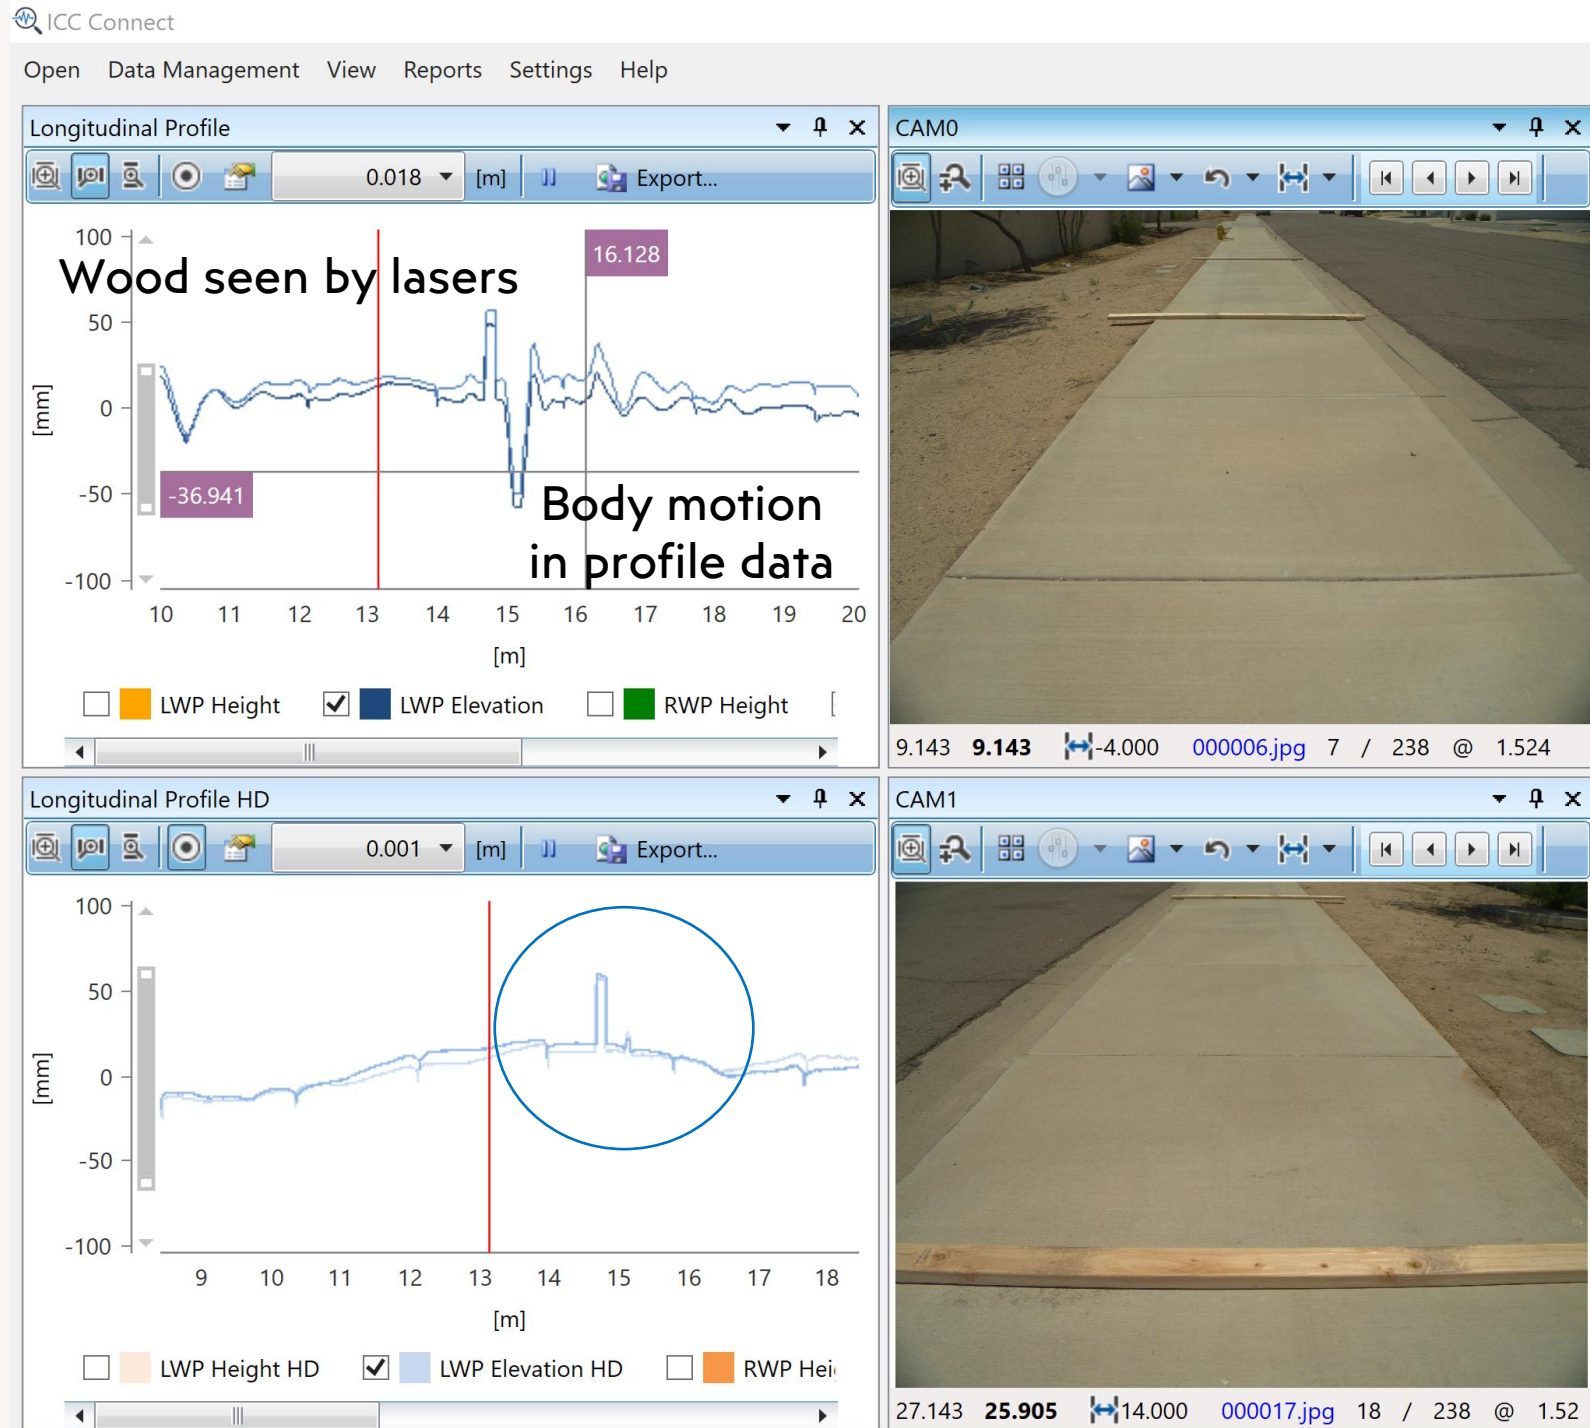 ICC Connect
Open Data Management View Reports Settings Help
Longitudinal Profile
0.018 [m] Export...
100
50
0
-50
-100
[mm]
Wood seen by lasers
16.128
-36.941
Body motion
in profile data
10 11 12 13 14 15 16 17 18 19 20
[m]
LWP Height LWP Elevation RWP Height
CAM0
9.143 9.143 -4.000 000006.jpg 7 / 238 @ 1.524
Longitudinal Profile HD
0.001 [m] Export...
100
50
0
-50
-100
[mm]
9 10 11 12 13 14 15 16 17 18
[m]
LWP Height HD LWP Elevation HD RWP Hei
CAM1
27.143 25.905 14.000 000017.jpg 18 / 238 @ 1.52